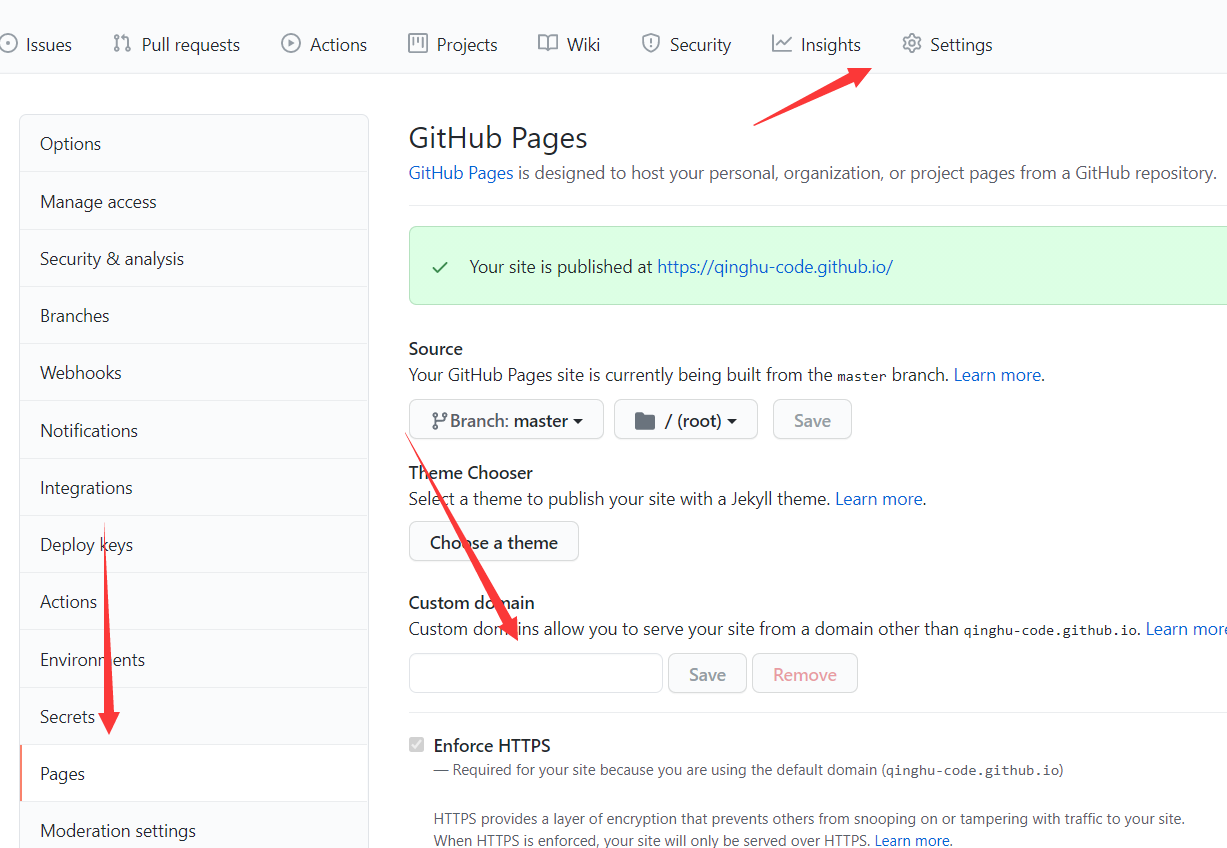 Issues Pull requests Actions Projects Wiki Security Insights Settings
Options
Manage access
Security & analysis
Branches
Webhooks
Notifications
Integrations
Deploy keys
Actions
Environments
Secrets
Pages
Moderation settings
GitHub Pages
GitHub Pages is designed to host your personal, organization, or project pages from a GitHub repository.
Your site is published at https://qinghu-code.github.io/
Source
Your GitHub Pages site is currently being built from the master branch. Learn more.
Branch: master / (root) Save
Theme Chooser
Select a theme to publish your site with a Jekyll theme. Learn more.
Choose a theme
Custom domain
Custom domains allow you to serve your site from a domain other than qinghu-code.github.io. Learn more
Save Remove
Enforce HTTPS
— Required for your site because you are using the default domain (qinghu-code.github.io)
HTTPS provides a layer of encryption that prevents others from snooping on or tampering with traffic to your site.
When HTTPS is enforced, your site will only be served over HTTPS. Learn more.